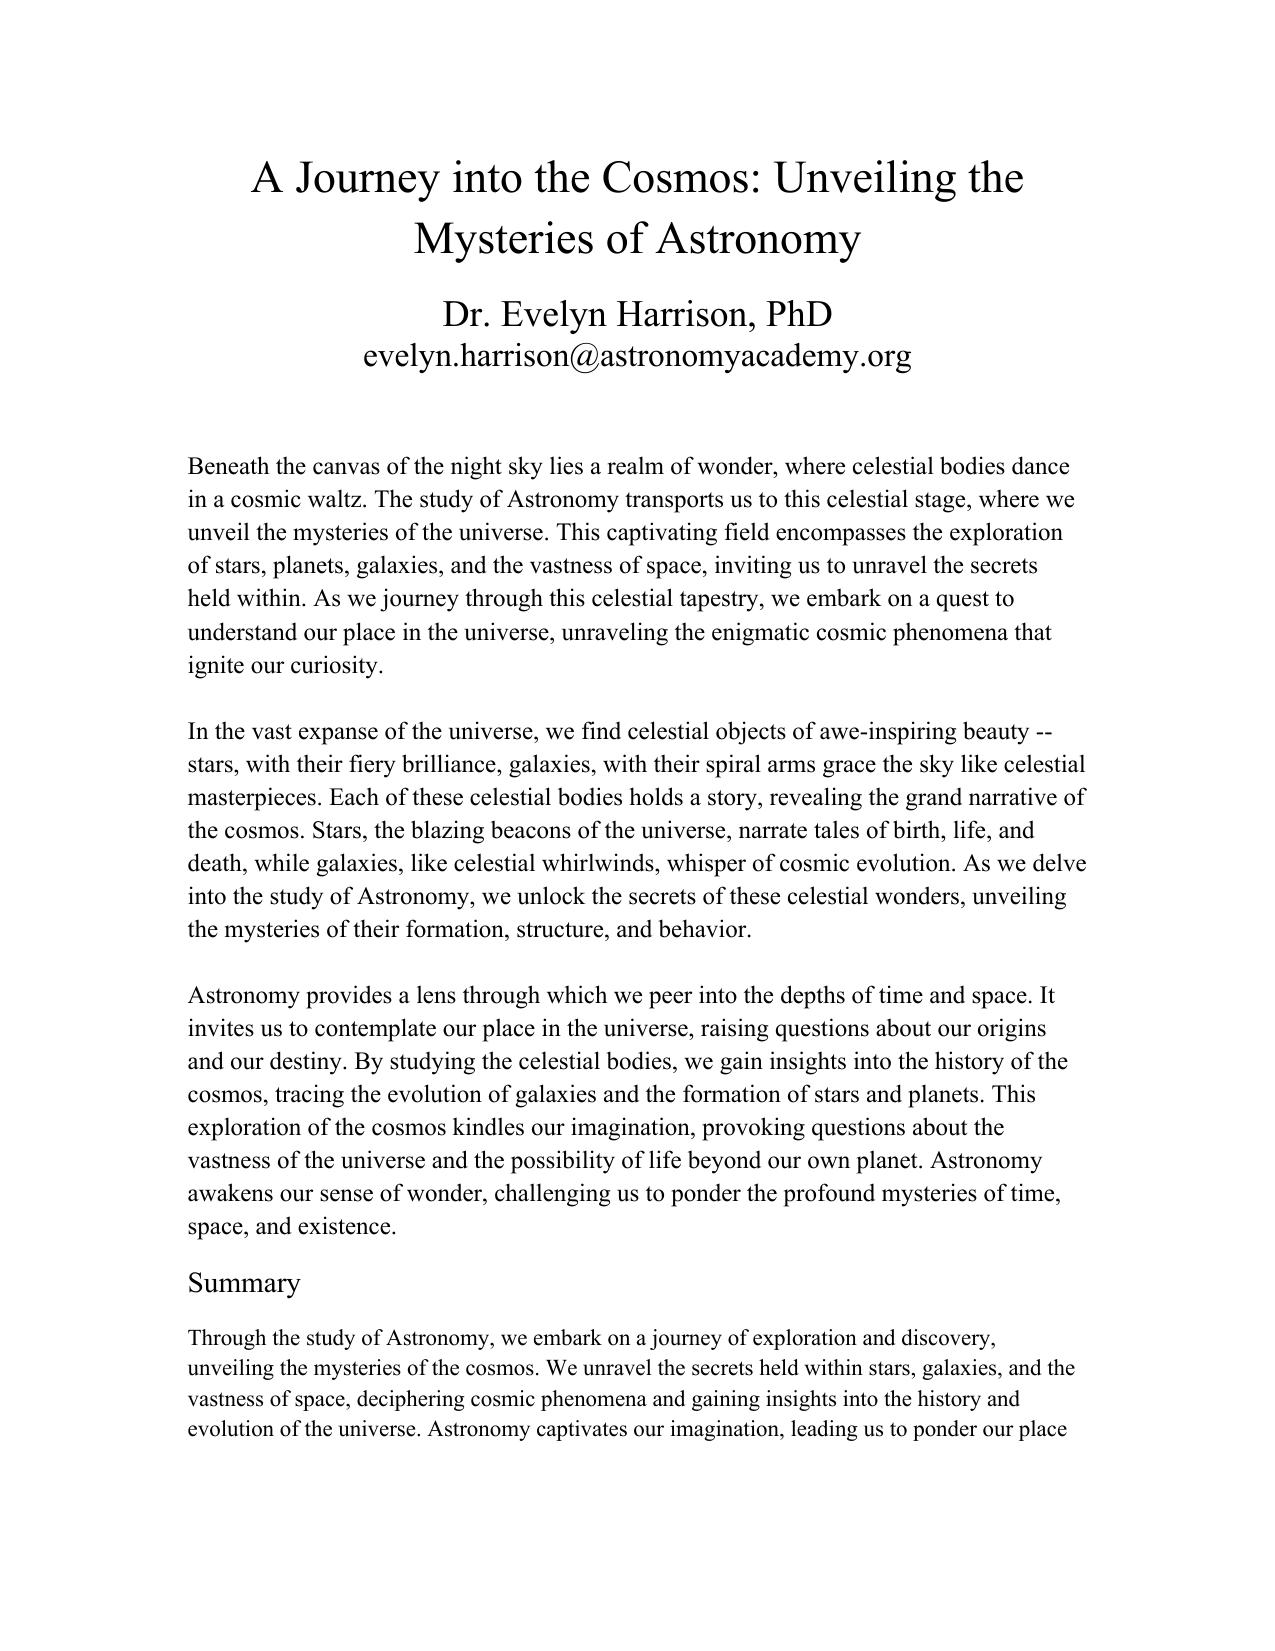 A Journey into the Cosmos: Unveiling the
Mysteries of Astronomy
Dr. Evelyn Harrison, PhD
evelyn.harrison@astronomyacademy.org
Beneath the canvas of the night sky lies a realm of wonder, where celestial bodies dance
in a cosmic waltz. The study of Astronomy transports us to this celestial stage, where we
unveil the mysteries of the universe. This captivating field encompasses the exploration
of stars, planets, galaxies, and the vastness of space, inviting us to unravel the secrets
held within. As we journey through this celestial tapestry, we embark on a quest to
understand our place in the universe, unraveling the enigmatic cosmic phenomena that
ignite our curiosity.
In the vast expanse of the universe, we find celestial objects of awe-inspiring beauty --
stars, with their fiery brilliance, galaxies, with their spiral arms grace the sky like celestial
masterpieces. Each of these celestial bodies holds a story, revealing the grand narrative of
the cosmos. Stars, the blazing beacons of the universe, narrate tales of birth, life, and
death, while galaxies, like celestial whirlwinds, whisper of cosmic evolution. As we delve
into the study of Astronomy, we unlock the secrets of these celestial wonders, unveiling
the mysteries of their formation, structure, and behavior.
Astronomy provides a lens through which we peer into the depths of time and space. It
invites us to contemplate our place in the universe, raising questions about our origins
and our destiny. By studying the celestial bodies, we gain insights into the history of the
cosmos, tracing the evolution of galaxies and the formation of stars and planets. This
exploration of the cosmos kindles our imagination, provoking questions about the
vastness of the universe and the possibility of life beyond our own planet. Astronomy
awakens our sense of wonder, challenging us to ponder the profound mysteries of time,
space, and existence.
Summary
Through the study of Astronomy, we embark on a journey of exploration and discovery,
unveiling the mysteries of the cosmos. We unravel the secrets held within stars, galaxies, and the
vastness of space, deciphering cosmic phenomena and gaining insights into the history and
evolution of the universe. Astronomy captivates our imagination, leading us to ponder our place